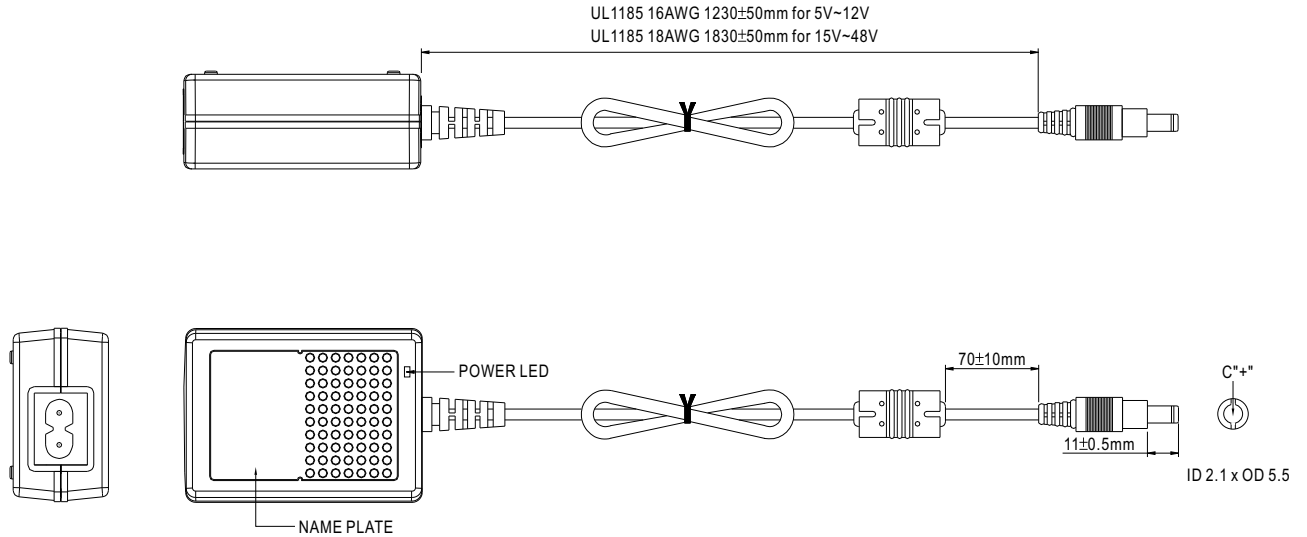 UL1185 16AWG 1230±50mm for 5V~12V
UL1185 18AWG 1830±50mm for 15V~48V
POWER LED
70±10mm
C"+"
11±0.5mm
ID 2.1 x OD 5.5
NAME PLATE